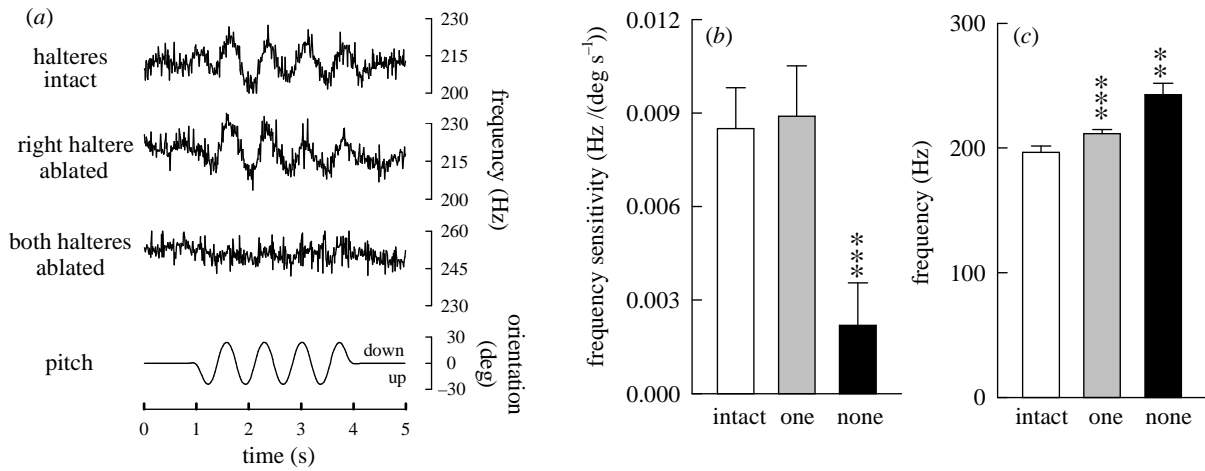 (a)
halteres
intact
230
215
200
right haltere
ablated
230
215
200
frequency (Hz)
both halteres
ablated
260
245
230
pitch
30
0
–30
down
up
orientation
(deg)
0 1 2 3 4 5
time (s)
(b)
0.012
0.009
0.006
0.003
0.000
frequency sensitivity (Hz /(deg s–1))
***
intact one none
(c)
300
200
100
0
frequency (Hz)
***
**
intact one none